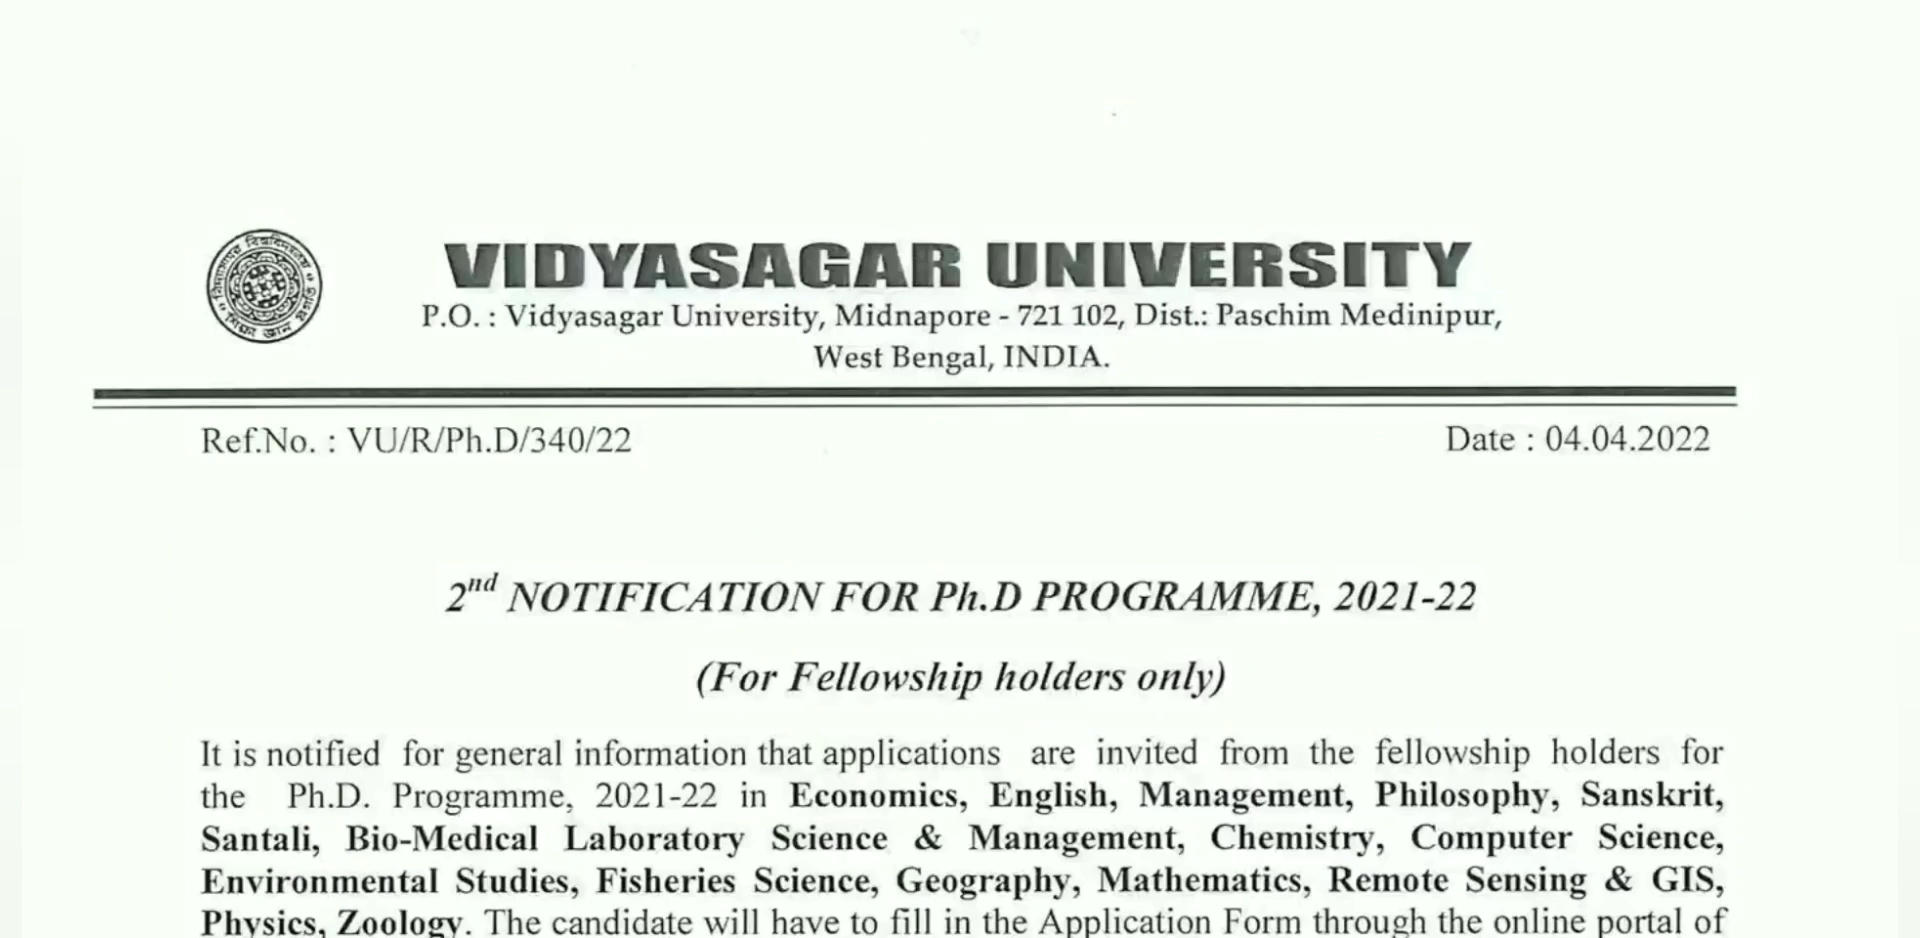 VIDYASAGAR UNIVERSITY
P.O. : Vidyasagar University, Midnapore - 721 102, Dist.: Paschim Medinipur,
West Bengal, INDIA.
Ref.No. : VU/R/Ph.D/340/22
Date : 04.04.2022
2nd NOTIFICATION FOR Ph.D PROGRAMME, 2021-22
(For Fellowship holders only)
It is notified for general information that applications are invited from the fellowship holders for
the Ph.D. Programme, 2021-22 in Economics, English, Management, Philosophy, Sanskrit,
Santali, Bio-Medical Laboratory Science & Management, Chemistry, Computer Science,
Environmental Studies, Fisheries Science, Geography, Mathematics, Remote Sensing & GIS,
Physics, Zoology. The candidate will have to fill in the Application Form through the online portal of